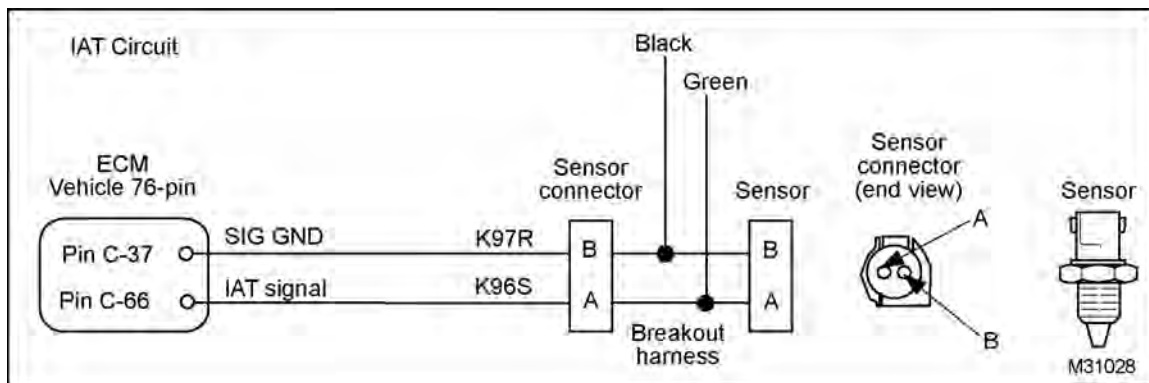 IAT Circuit
Black
Green
ECM
Vehicle 76-pin
Sensor
connector
Sensor
Sensor
connector
(end view)
Sensor
Pin C-37
SIG GND
K97R
B
B
A
Pin C-66
IAT signal
K96S
A
A
Breakout
harness
B
M31028